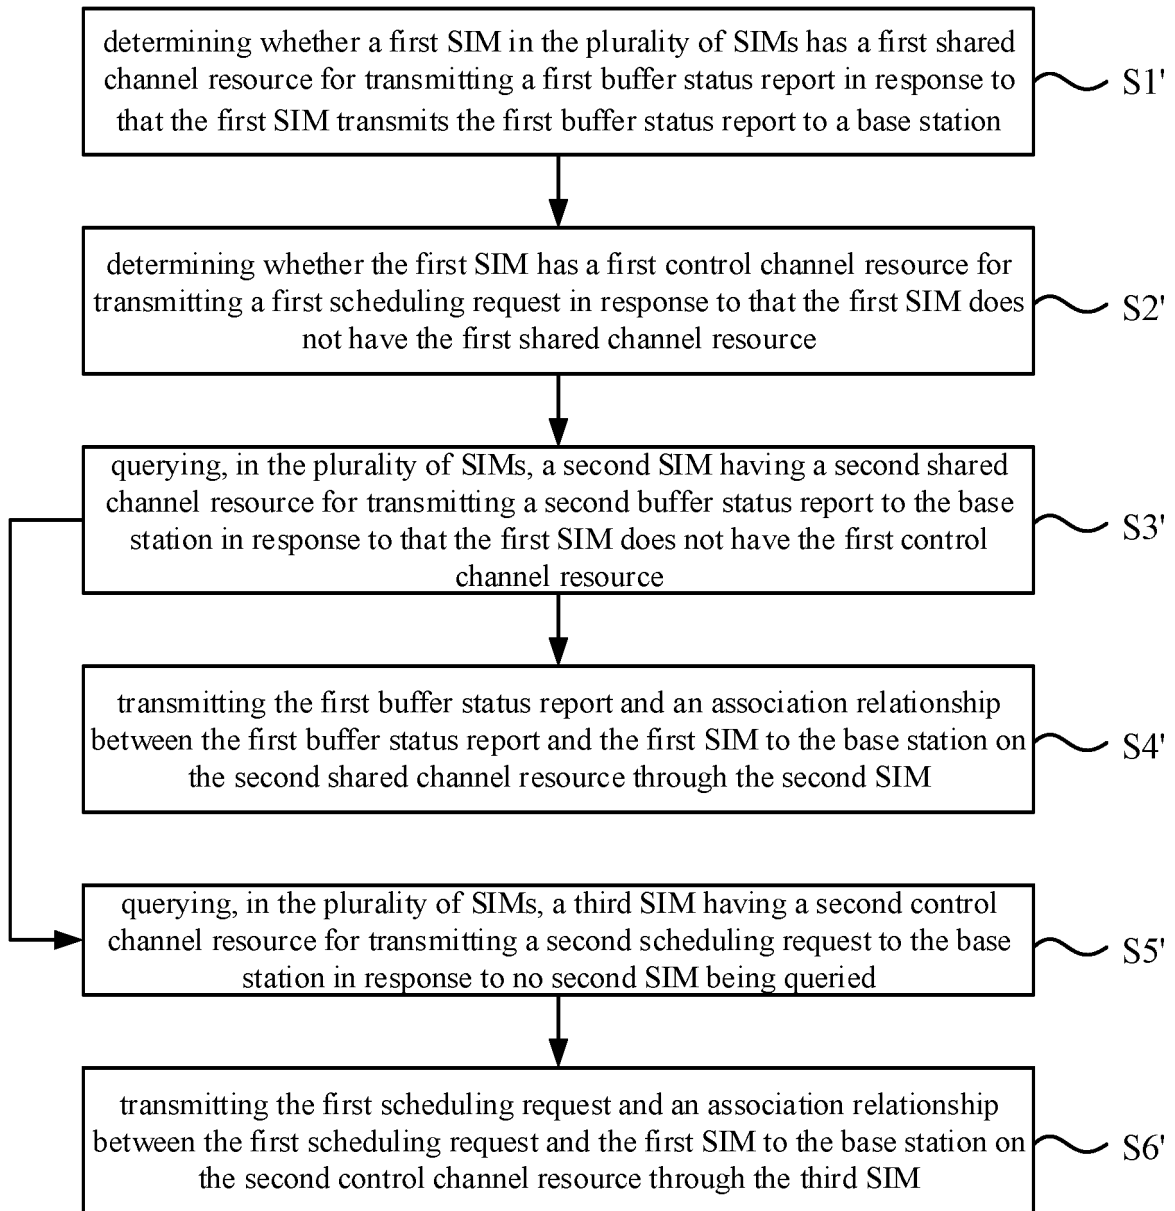 determining whether a first SIM in the plurality of SIMs has a first shared
channel resource for transmitting a first buffer status report in response to
that the first SIM transmits the first buffer status report to a base station
S1'
determining whether the first SIM has a first control channel resource for
transmitting a first scheduling request in response to that the first SIM does
not have the first shared channel resource
S2'
querying, in the plurality of SIMs, a second SIM having a second shared
channel resource for transmitting a second buffer status report to the base
station in response to that the first SIM does not have the first control
channel resource
S3'
transmitting the first buffer status report and an association relationship
between the first buffer status report and the first SIM to the base station on
the second shared channel resource through the second SIM
S4'
querying, in the plurality of SIMs, a third SIM having a second control
channel resource for transmitting a second scheduling request to the base
station in response to no second SIM being queried
S5'
transmitting the first scheduling request and an association relationship
between the first scheduling request and the first SIM to the base station on
the second control channel resource through the third SIM
S6'